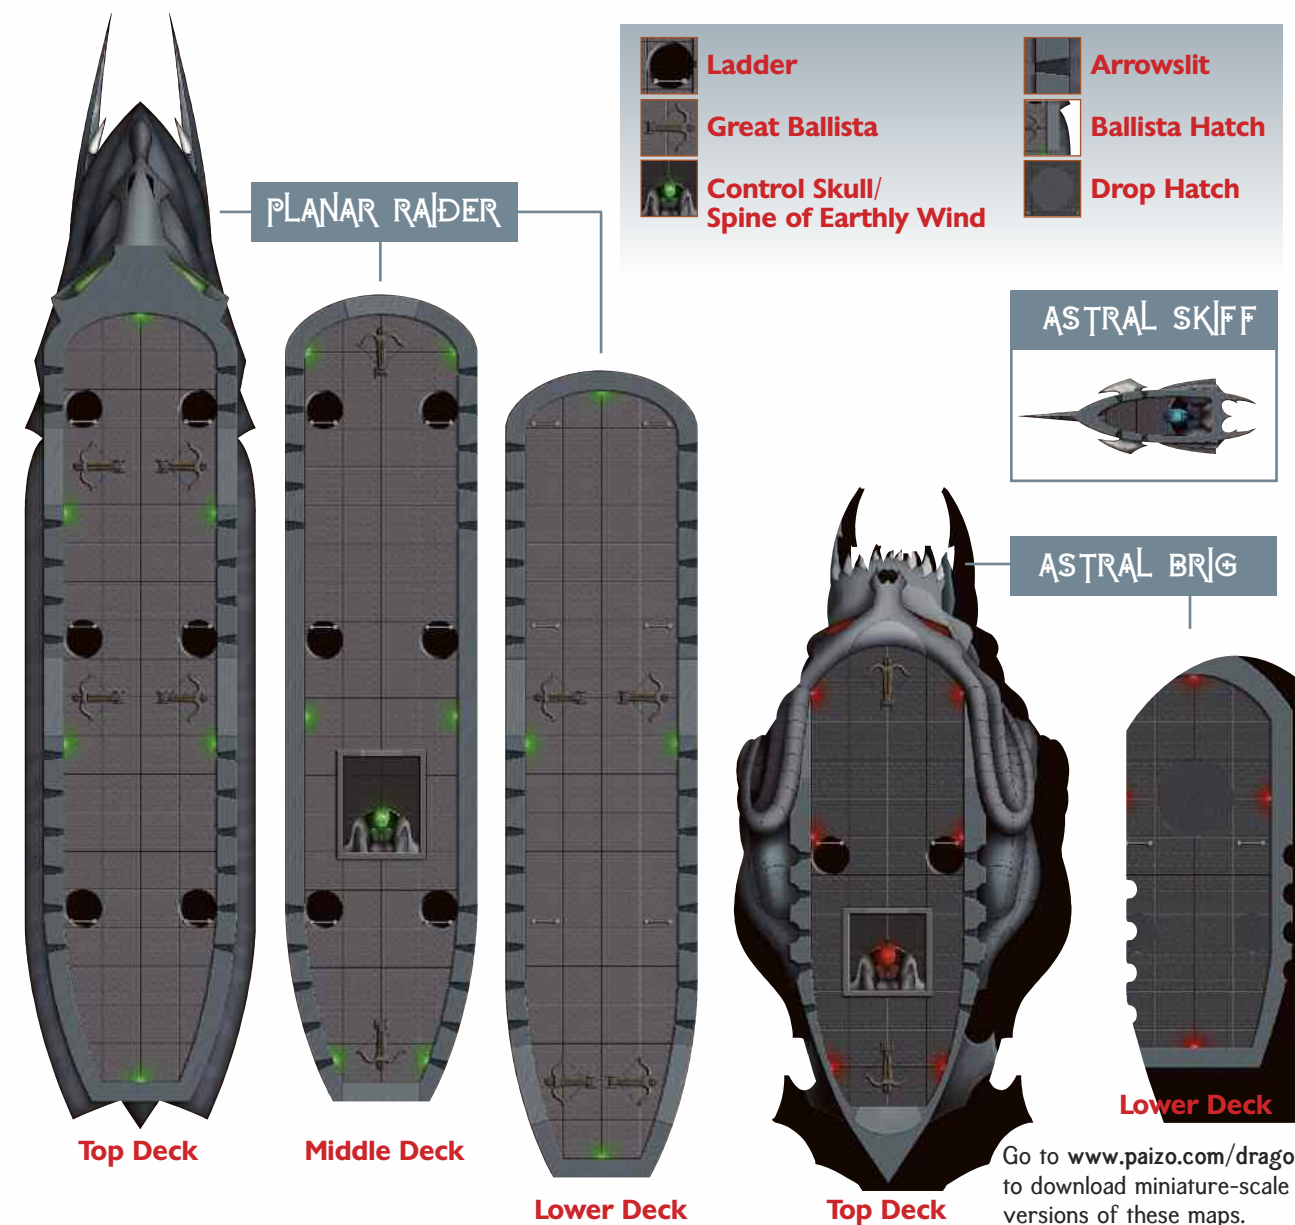 Ladder
Great Ballista
Control Skull/
Spine of Earthly Wind
Arrowslit
Ballista Hatch
Drop Hatch
PLANAR RAIDER
ASTRAL SKIFF
ASTRAL BRIG
Top Deck
Middle Deck
Lower Deck
Top Deck
Lower Deck
Go to www.paizo.com/drago
to download miniature-scale
versions of these maps.